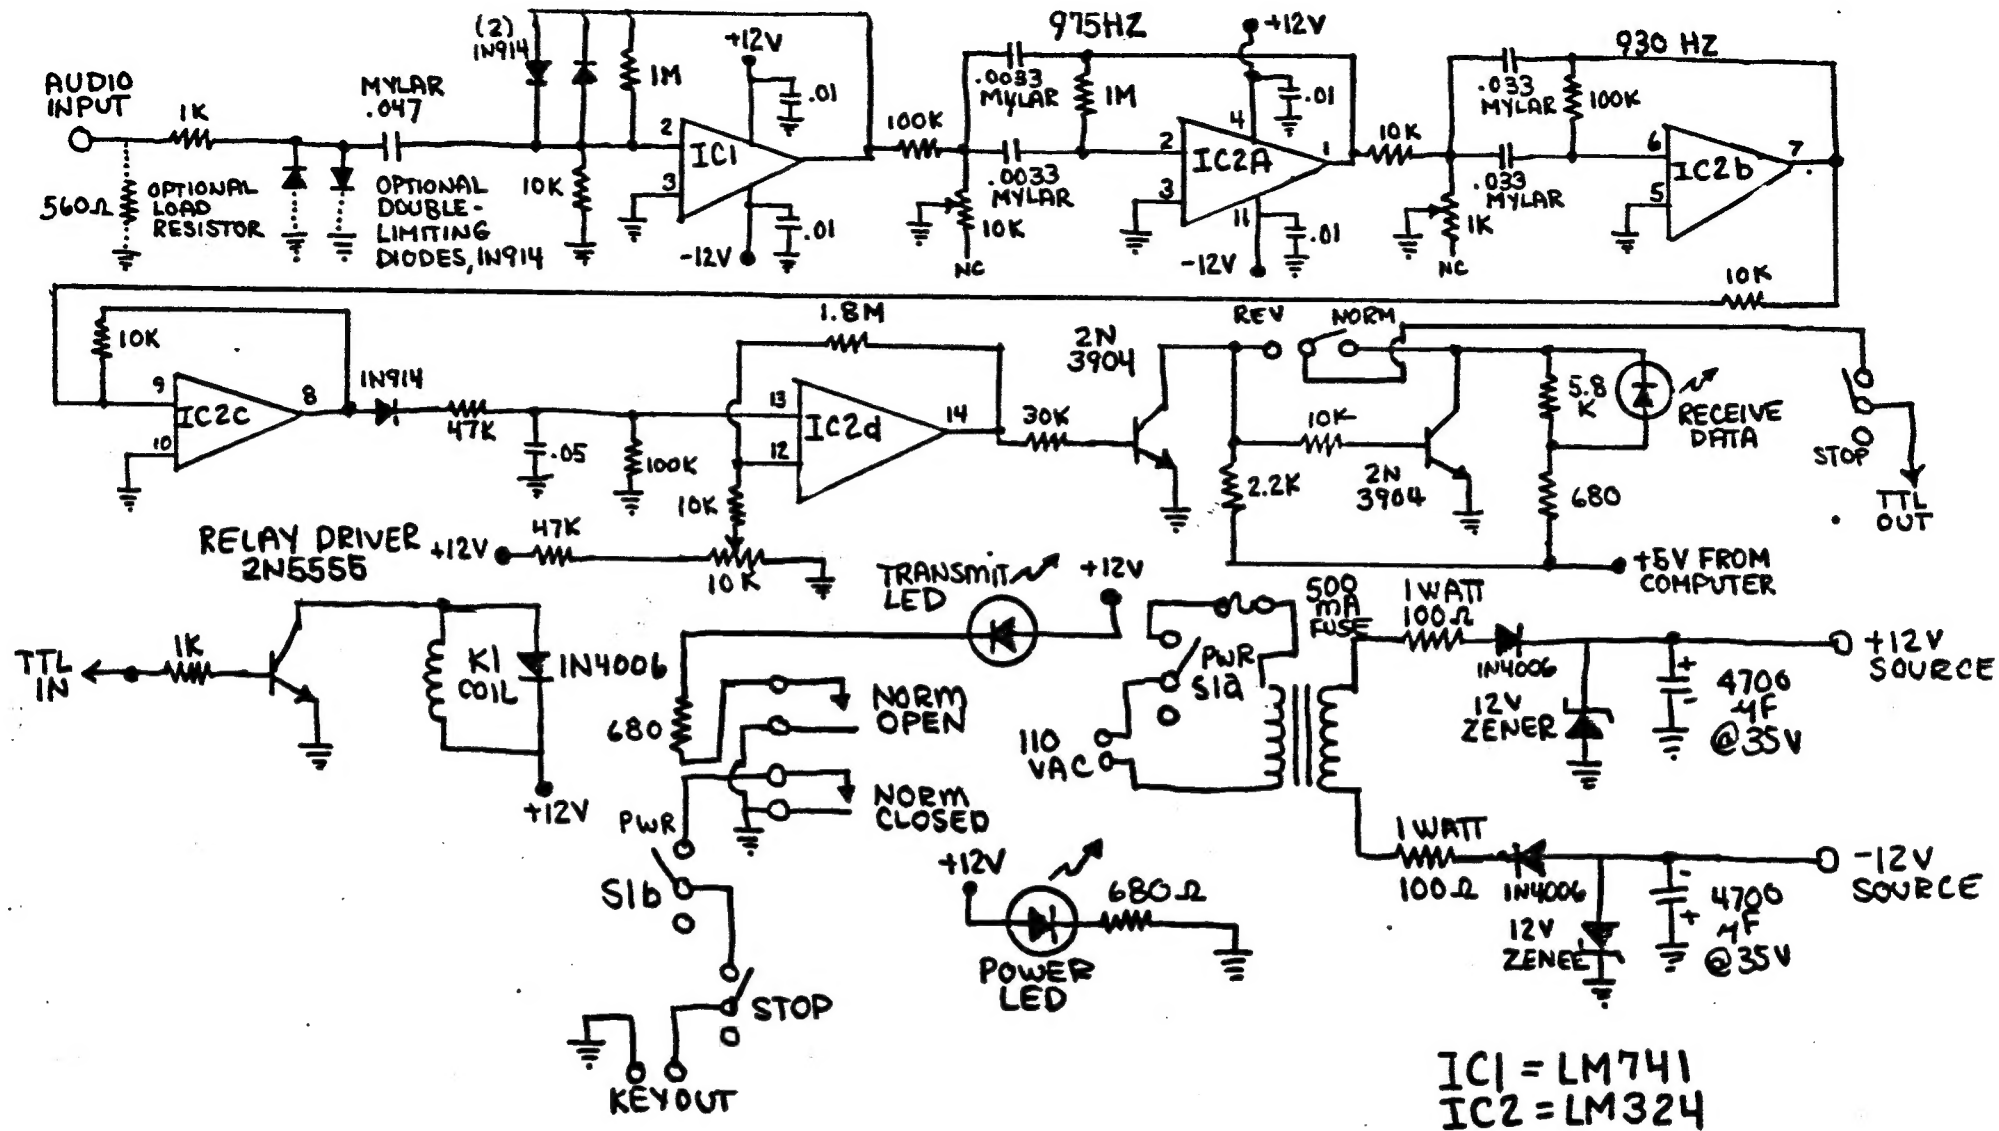 AUDIO
INPUT
1K
560Ω
OPTIONAL
LOAD
RESISTOR
MYLAR
.047
OPTIONAL
DOUBLE-
LIMITING
DIODES, 1N914
(2)
1N914
1M
10K
+12V
.01
2
3
IC1
.01
-12V
100K
975HZ
.0033
MYLAR
1M
.0033
MYLAR
10K
NC
+12V
.01
4
2
3
IC2A
1
11
.01
-12V
10K
930 HZ
.033
MYLAR
100K
.033
MYLAR
1K
NC
6
5
IC2b
7
10K
10K
9
10
IC2C
8
1N914
47K
.05
100K
1.8M
13
12
IC2d
14
10K
47K
+12V
10K
30K
2N
3904
REV
NORM
10K
2.2K
2N
3904
5.8
K
RECEIVE
DATA
680
STOP
TTL
OUT
+5V FROM
COMPUTER
RELAY DRIVER
2N5555
TTL
IN
1K
K1
COIL
1N4006
+12V
TRANSMIT
LED
+12V
680
NORM
OPEN
NORM
CLOSED
PWR
S1b
STOP
KEYOUT
+12V
680Ω
POWER
LED
500
MA
FUSE
PWR
S1a
110
VAC
1 WATT
100Ω
1N4006
12V
ZENER
4700
µF
@35V
+12V
SOURCE
1 WATT
100Ω
1N4006
12V
ZENEE
4700
µF
@35V
-12V
SOURCE
IC1 = LM741
IC2 = LM324